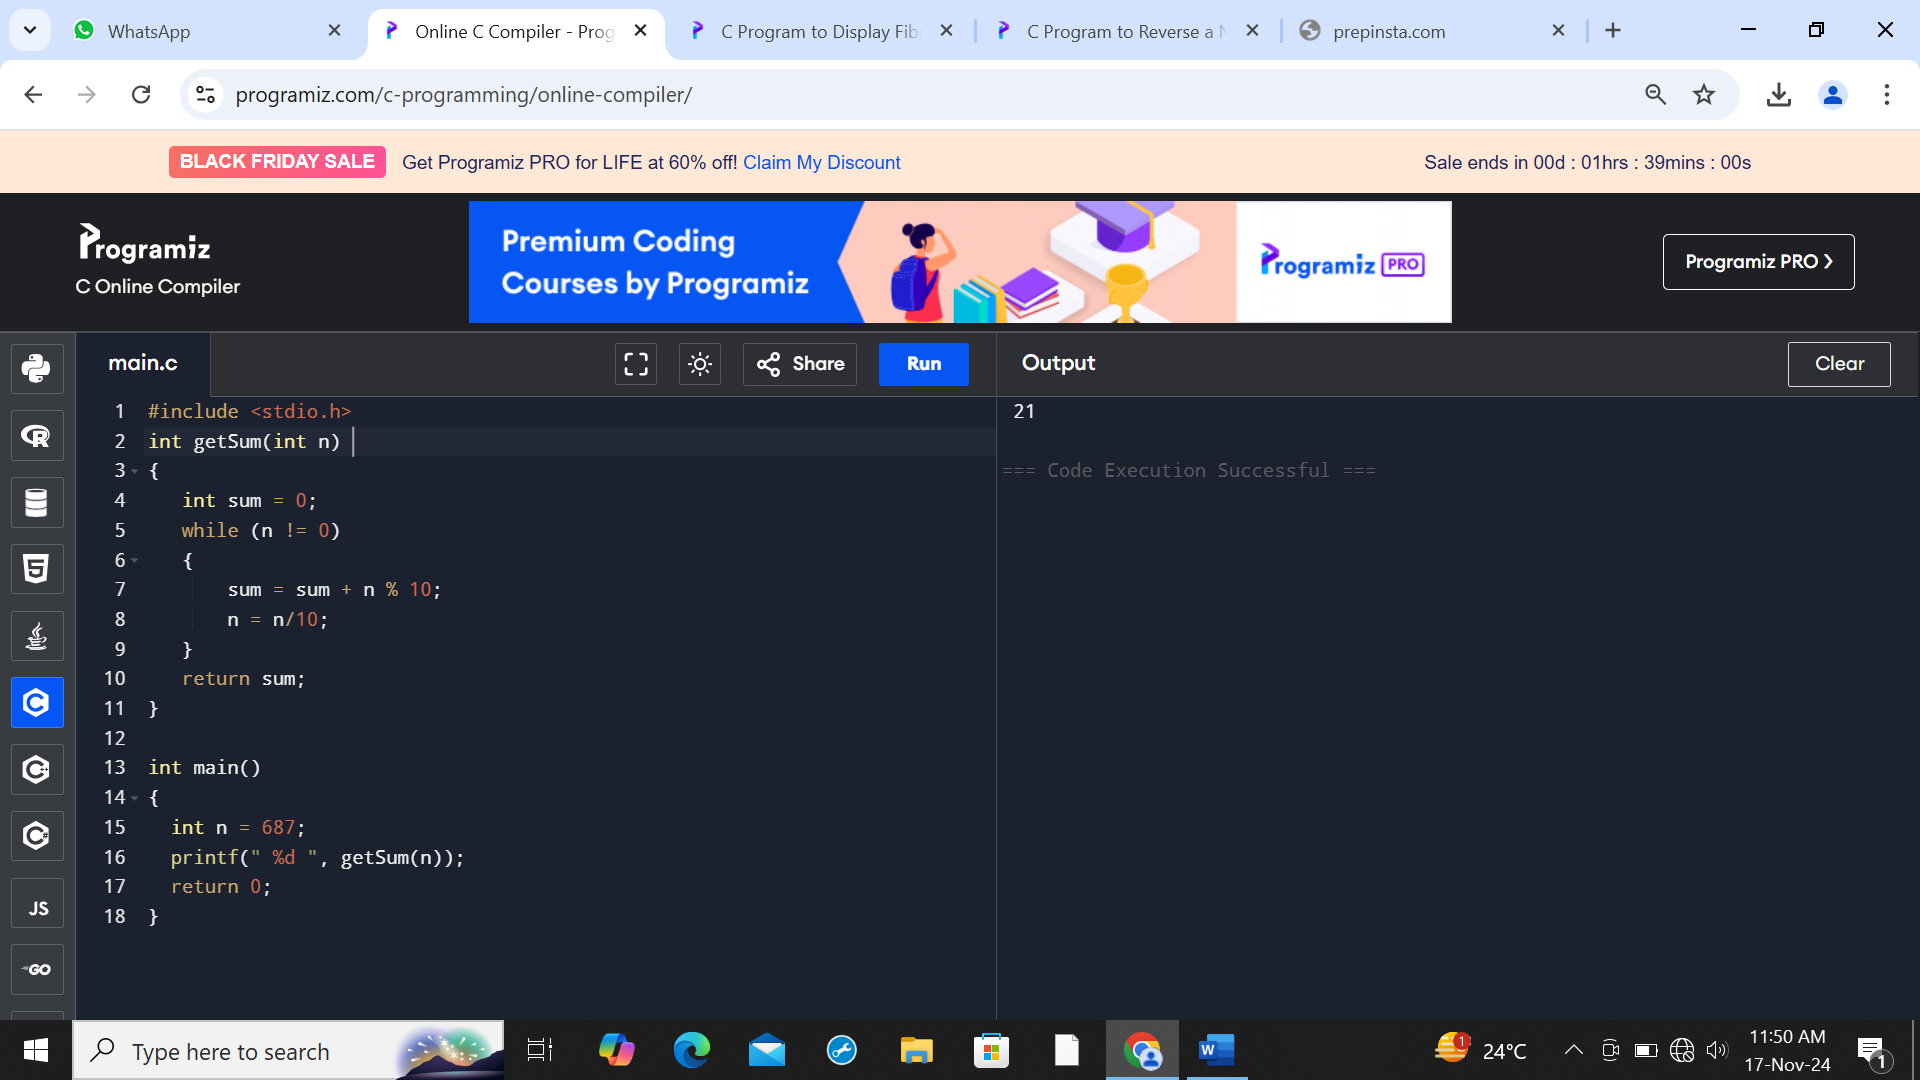 WhatsApp
Online C Compiler - Prog
C Program to Display Fib
C Program to Reverse a N
prepinsta.com
programiz.com/c-programming/online-compiler/
BLACK FRIDAY SALE
Get Programiz PRO for LIFE at 60% off! Claim My Discount
Sale ends in 00d : 01hrs : 39mins : 00s
Programiz
C Online Compiler
Premium Coding
Courses by Programiz
Programiz PRO
Programiz PRO ›
main.c
Share
Run
Output
Clear
1 #include <stdio.h>
2 int getSum(int n)
3 {
4 int sum = 0;
5 while (n != 0)
6 {
7 sum = sum + n % 10;
8 n = n/10;
9 }
10 return sum;
11 }
12
13 int main()
14 {
15 int n = 687;
16 printf(" %d ", getSum(n));
17 return 0;
18 }
21
=== Code Execution Successful ===
JS
GO
Type here to search
W
1
24°C
11:50 AM
17-Nov-24
1